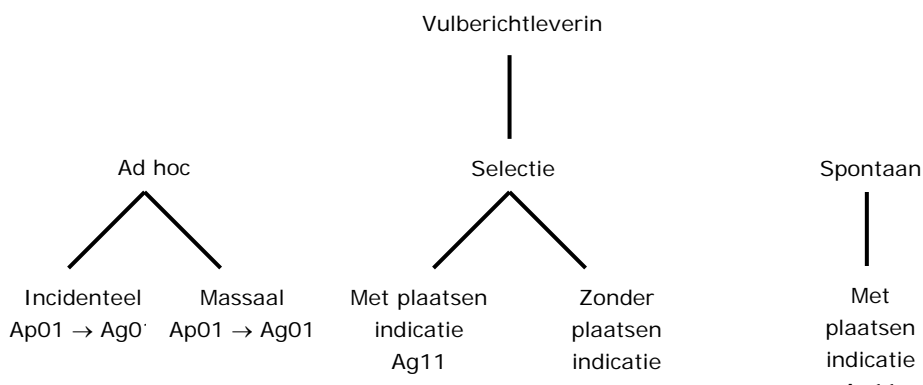 Vulberichtleverin
Ad hoc
Selectie
Spontaan
Incidenteel
Ap01 → Ag0
Massaal
Ap01 → Ag01
Met plaatsen
indicatie
Ag11
Zonder
plaatsen
indicatie
Met
plaatsen
indicatie